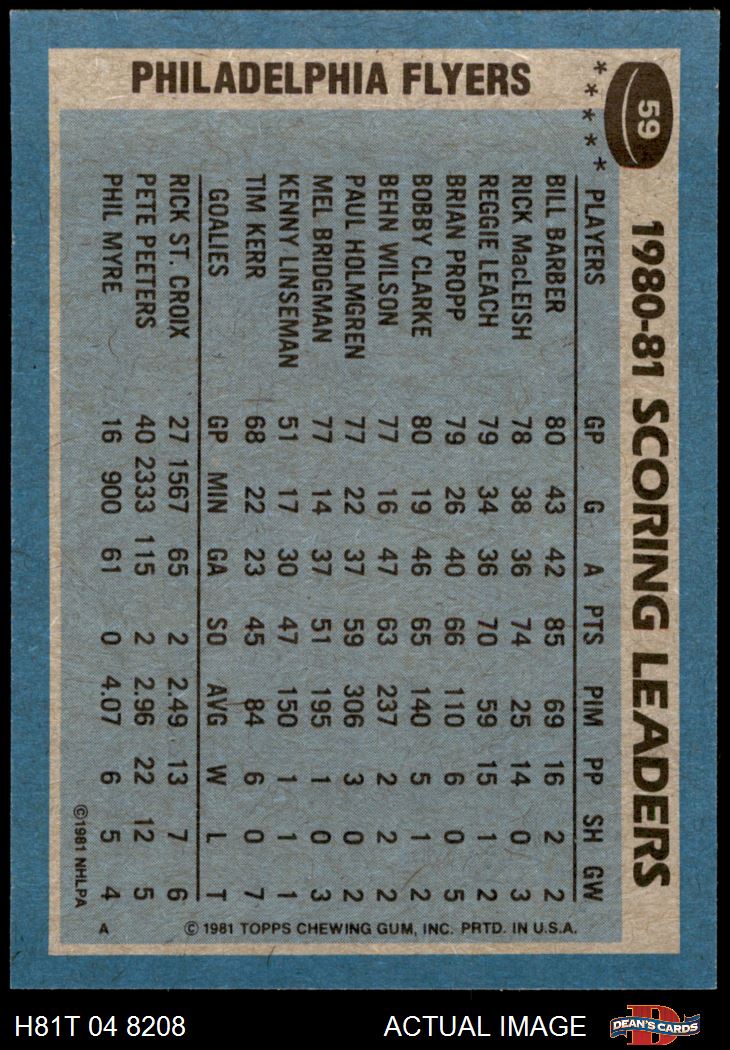 59
1980-81 SCORING LEADERS
PHILADELPHIA FLYERS
*****
PLAYERS GP G A PTS PIM PP SH GW
BILL BARBER 80 43 42 85 69 16 2 2
RICK MacLEISH 78 38 36 74 25 14 0 3
REGGIE LEACH 79 34 36 70 59 15 1 2
BRIAN PROPP 79 26 40 66 110 6 0 5
BOBBY CLARKE 80 19 46 65 140 5 1 2
BEHN WILSON 77 16 47 63 237 2 2 2
PAUL HOLMGREN 77 22 37 59 306 3 0 2
MEL BRIDGMAN 77 14 37 51 195 1 0 3
KENNY LINSEMAN 51 17 30 47 150 1 1 1
TIM KERR 68 22 23 45 84 6 0 7
GOALIES GP MIN GA SO AVG W L T
RICK ST. CROIX 27 1567 65 2 2.49 13 7 6
PETE PEETERS 40 2333 115 2 2.96 22 12 5
PHIL MYRE 16 900 61 0 4.07 6 5 4
©1981 NHLPA
A
© 1981 TOPPS CHEWING GUM, INC. PRTD. IN U.S.A.
H81T 04 8208
ACTUAL IMAGE
D
DEAN'S CARDS